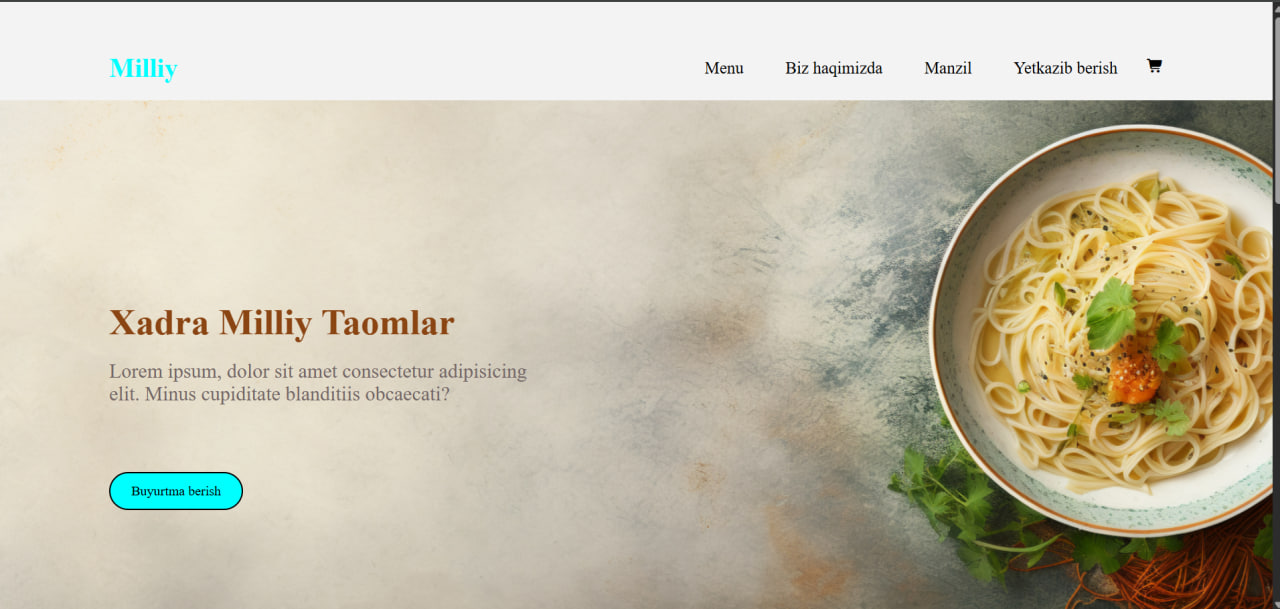 Milliy
Menu Biz haqimizda Manzil Yetkazib berish
Xadra Milliy Taomlar
Lorem ipsum, dolor sit amet consectetur adipisicing
elit. Minus cupiditate blanditiis obcaecati?
Buyurtma berish